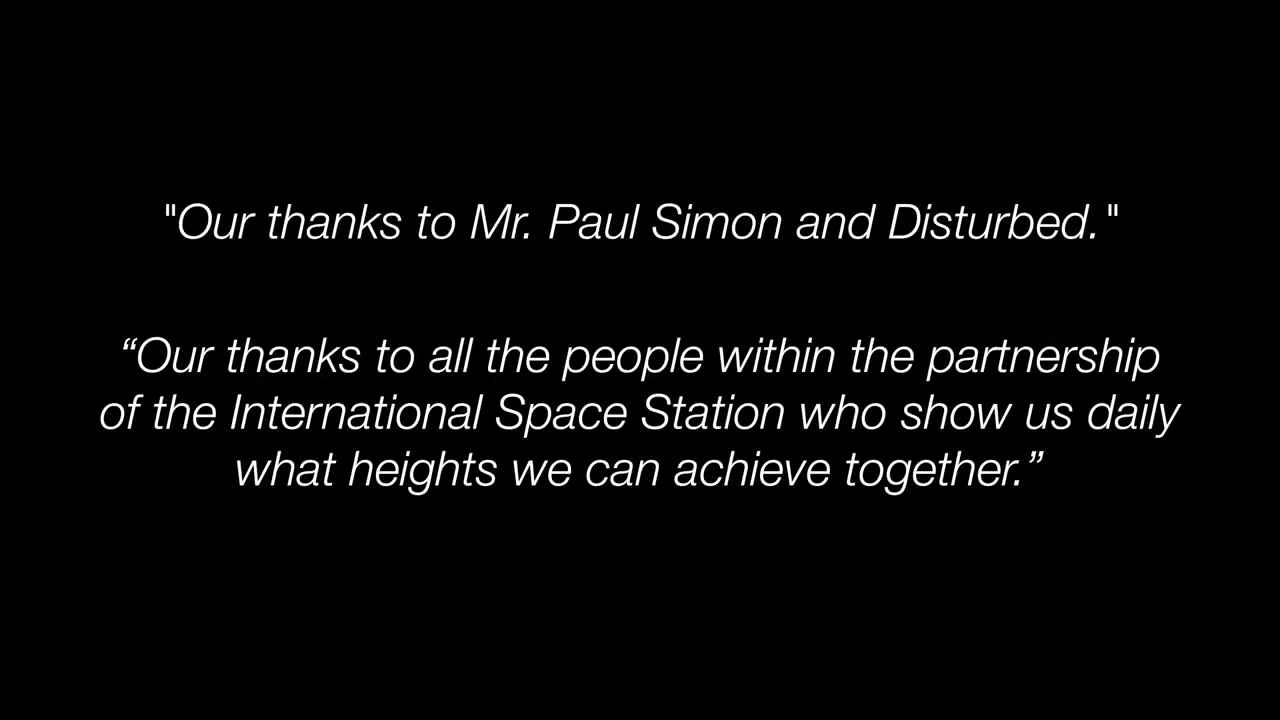 "Our thanks to Mr. Paul Simon and Disturbed."
“Our thanks to all the people within the partnership
of the International Space Station who show us daily
what heights we can achieve together.”